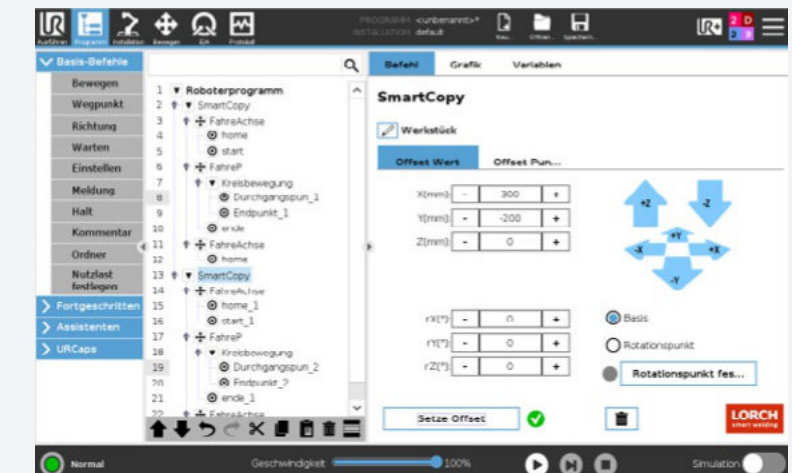 PROGRAMM <unbenannt>*
INSTALLATION default
Ausführen Programm Installation Bewegen E/A Protokoll
Neu... Öffnen... Speichern...
UR+
2 D
2 9
Basis-Befehle
Bewegen
Wegpunkt
Richtung
Warten
Einstellen
Meldung
Halt
Kommentar
Ordner
Nutzlast
festlegen
Fortgeschritten
Assistenten
URCaps
1 Roboterprogramm
2 SmartCopy
3 FahreAchse
4 home
5 start
6 FahreP
7 Kreisbewegung
8 Durchgangspun_1
9 Endpunkt_1
10 ende
11 FahreAchse
12 home
13 SmartCopy
14 FahreAchse
15 home_1
16 start_1
17 FahreP
18 Kreisbewegung
19 Durchgangspun_2
20 Endpunkt_2
21 ende_1
22 FahreAchse
Befehl Grafik Variablen
SmartCopy
Werkstück
Offset Wert Offset Pun...
X[mm]: - 300 +
Y[mm]: - -200 +
Z[mm]: - 0 +
+Z -Z
+Y
-X +X
-Y
rX[°]: - 0 +
rY[°]: - 0 +
rZ[°]: - 0 +
Basis
Rotationspunkt
Rotationspunkt fes...
Setze Offset
LORCH
smart welding
Normal
Geschwindigkeit 100%
Simulation